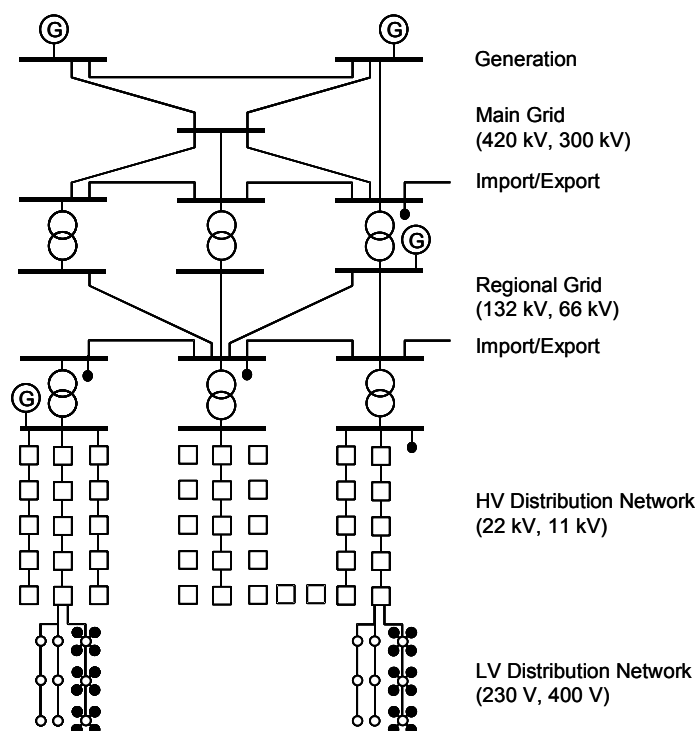 G
G
Generation
Main Grid
(420 kV, 300 kV)
Import/Export
G
Regional Grid
(132 kV, 66 kV)
Import/Export
G
HV Distribution Network
(22 kV, 11 kV)
LV Distribution Network
(230 V, 400 V)